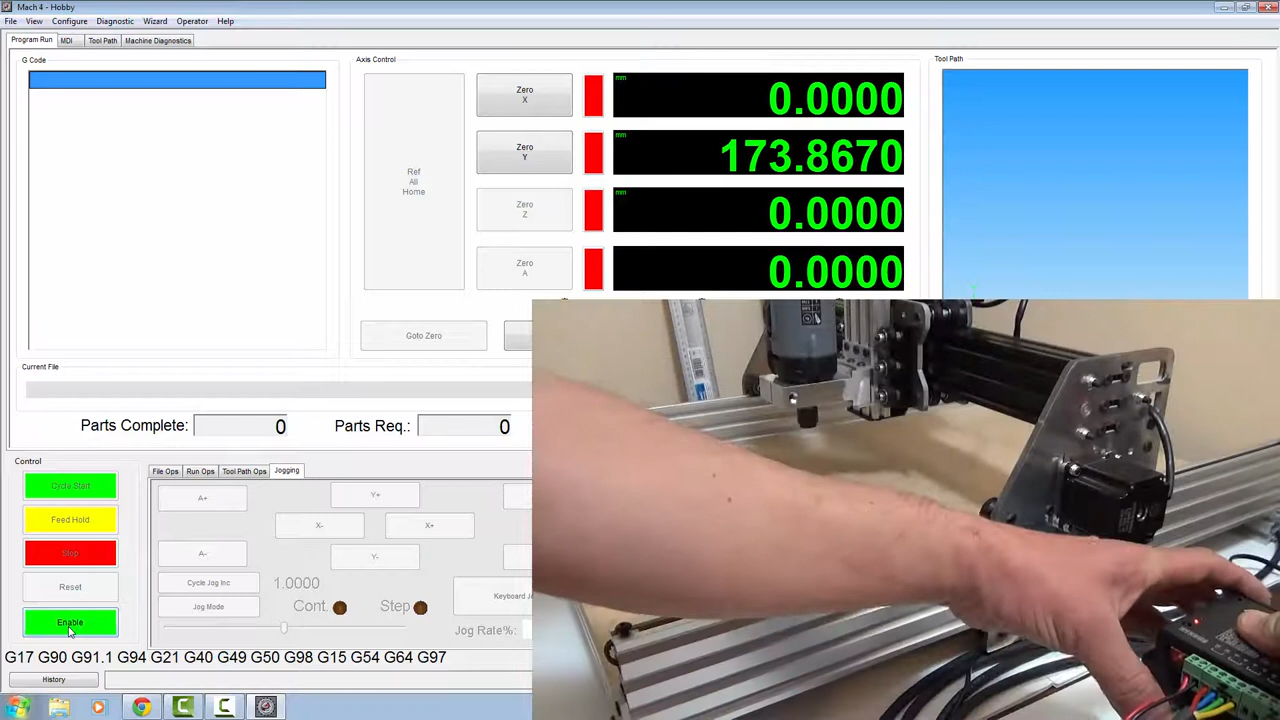 Mach 4 - Hobby
File View Configure Diagnostic Wizard Operator Help
Program Run MDI Tool Path Machine Diagnostics
G Code
Axis Control
Tool Path
Ref
All
Home
Zero
X
mm
0.0000
Zero
Y
mm
173.8670
Zero
Z
mm
0.0000
Zero
A
0.0000
Goto Zero
Current File
Parts Complete: 0 Parts Req.: 0
Control
Cycle Start
Feed Hold
Stop
Reset
Enable
File Ops Run Ops Tool Path Ops Jogging
A+ Y+
X- X+
A- Y-
Cycle Jog Inc 1.0000
Jog Mode Cont. Step
Keyboard J
Jog Rate%:
G17 G90 G91.1 G94 G21 G40 G49 G50 G98 G15 G54 G64 G97
History